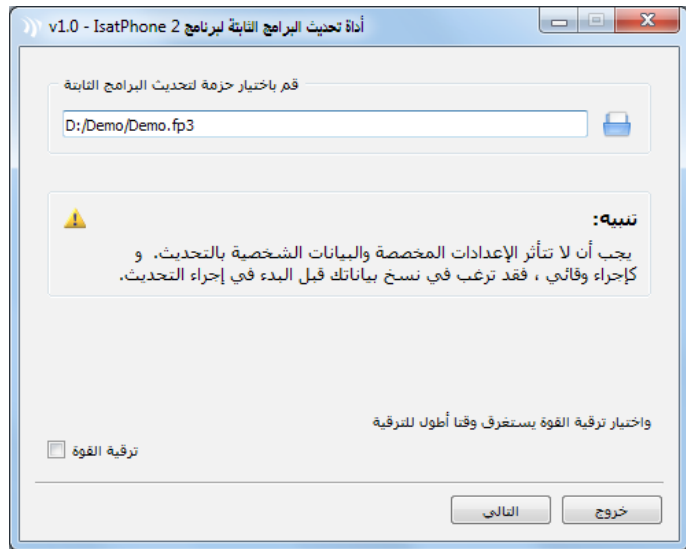 أداة تحديث البرامج الثابتة لبرنامج v1.0 - IsatPhone 2
قم باختيار حزمة لتحديث البرامج الثابتة
D:/Demo/Demo.fp3
تنبيه:
يجب أن لا تتأثر الإعدادات المخصصة والبيانات الشخصية بالتحديث. و
كإجراء وقائي ، فقد ترغب في نسخ بياناتك قبل البدء في إجراء التحديث.
واختيار ترقية القوة يستغرق وقتا أطول للترقية
ترقية القوة
خروج
التالي